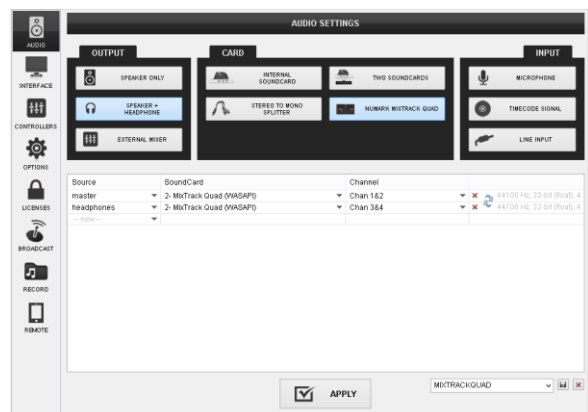 AUDIO SETTINGS
AUDIO
INTERFACE
CONTROLLERS
OPTIONS
LICENSES
BROADCAST
RECORD
REMOTE
OUTPUT
SPEAKER ONLY
SPEAKER +
HEADPHONE
EXTERNAL MIXER
CARD
INTERNAL
SOUNDCARD
TWO SOUNDCARDS
STEREO TO MONO
SPLITTER
NUMARK MIXTRACK QUAD
INPUT
MICROPHONE
TIMECODE SIGNAL
LINE INPUT
Source SoundCard Channel
master 2- MixTrack Quad (WASAPI) Chan 1&2 44100 Hz, 32-bit (float), 4
headphones 2- MixTrack Quad (WASAPI) Chan 3&4 44100 Hz, 32-bit (float), 4
-- new --
APPLY
MIXTRACKQUAD